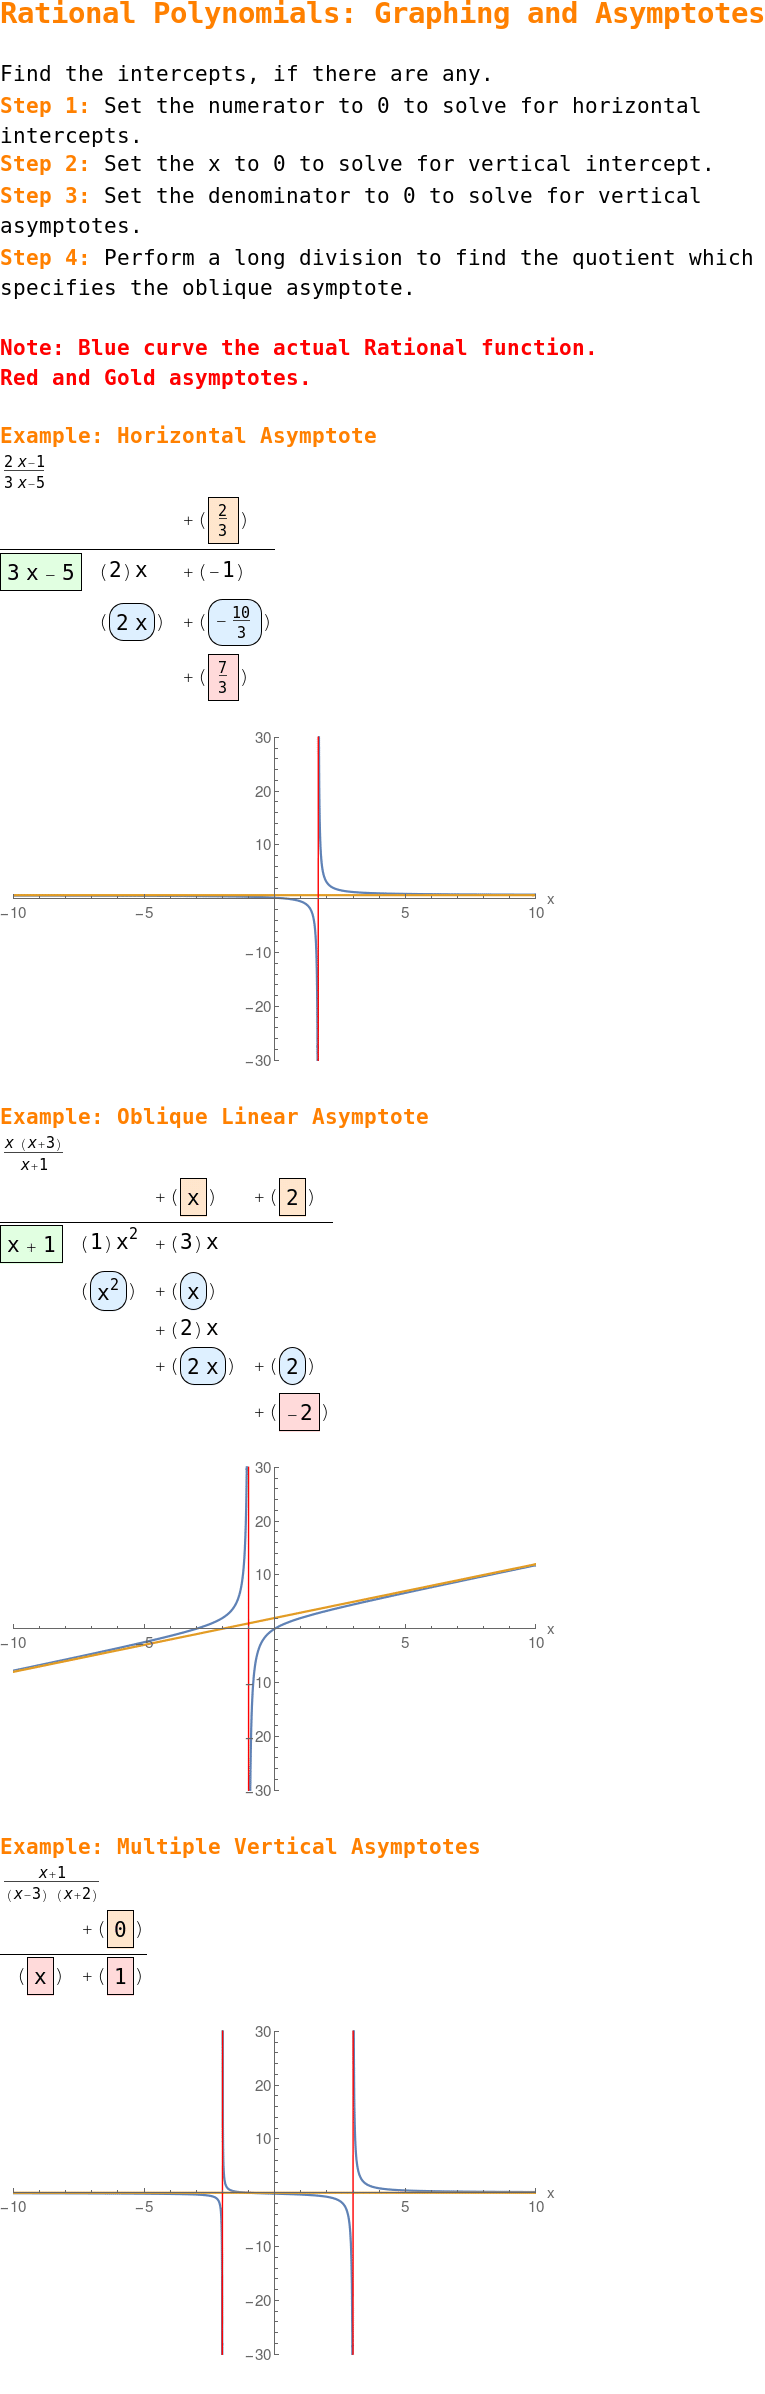 Rational Polynomials: Graphing and Asymptotes
Find the intercepts, if there are any.
Step 1: Set the numerator to 0 to solve for horizontal
intercepts.
Step 2: Set the x to 0 to solve for vertical intercept.
Step 3: Set the denominator to 0 to solve for vertical
asymptotes.
Step 4: Perform a long division to find the quotient which
specifies the oblique asymptote.
Note: Blue curve the actual Rational function.
Red and Gold asymptotes.
Example: Horizontal Asymptote
2 x−1
3 x−5
+ (2/3)
3 x − 5 (2) x + (−1)
(2 x) + (− 10/3)
+ (7/3)
30
20
10
−10 −5 5 10 x
−10
−20
−30
Example: Oblique Linear Asymptote
x (x+3)
x+1
+ (x) + (2)
x + 1 (1) x² + (3) x
(x²) + (x)
+ (2) x
+ (2 x) + (2)
+ (−2)
30
20
10
−10 −5 5 10 x
−10
−20
−30
Example: Multiple Vertical Asymptotes
x+1
(x−3) (x+2)
+ (0)
(x) + (1)
30
20
10
−10 −5 5 10 x
−10
−20
−30